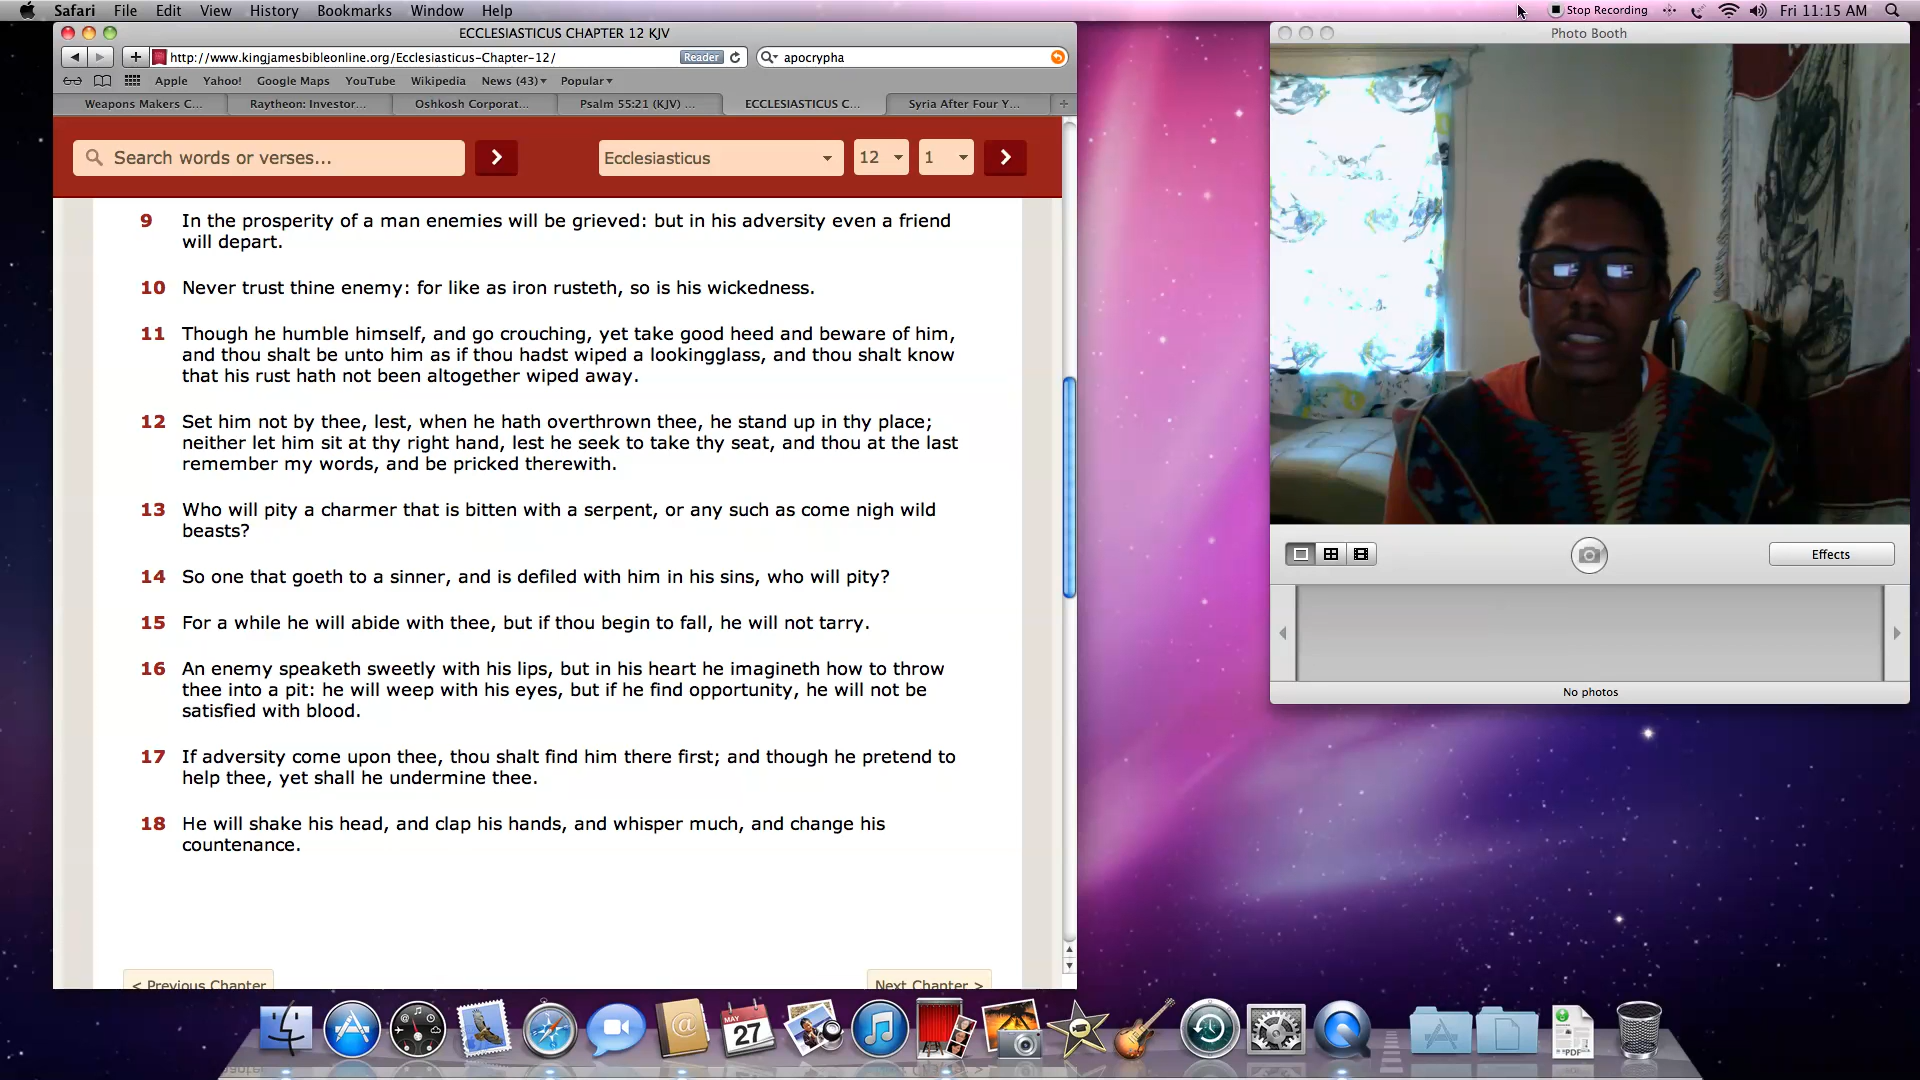 Safari File Edit View History Bookmarks Window Help
Stop Recording Fri 11:15 AM
ECCLESIASTICUS CHAPTER 12 KJV
http://www.kingjamesbibleonline.org/Ecclesiasticus-Chapter-12/ Reader apocrypha
Apple Yahoo! Google Maps YouTube Wikipedia News (43) Popular
Weapons Makers C... Raytheon: Investor... Oshkosh Corporat... Psalm 55:21 (KJV) ... ECCLESIASTICUS C... Syria After Four Y...
Search words or verses... Ecclesiasticus 12 1
9 In the prosperity of a man enemies will be grieved: but in his adversity even a friend
will depart.
10 Never trust thine enemy: for like as iron rusteth, so is his wickedness.
11 Though he humble himself, and go crouching, yet take good heed and beware of him,
and thou shalt be unto him as if thou hadst wiped a lookingglass, and thou shalt know
that his rust hath not been altogether wiped away.
12 Set him not by thee, lest, when he hath overthrown thee, he stand up in thy place;
neither let him sit at thy right hand, lest he seek to take thy seat, and thou at the last
remember my words, and be pricked therewith.
13 Who will pity a charmer that is bitten with a serpent, or any such as come nigh wild
beasts?
14 So one that goeth to a sinner, and is defiled with him in his sins, who will pity?
15 For a while he will abide with thee, but if thou begin to fall, he will not tarry.
16 An enemy speaketh sweetly with his lips, but in his heart he imagineth how to throw
thee into a pit: he will weep with his eyes, but if he find opportunity, he will not be
satisfied with blood.
17 If adversity come upon thee, thou shalt find him there first; and though he pretend to
help thee, yet shall he undermine thee.
18 He will shake his head, and clap his hands, and whisper much, and change his
countenance.
< Previous Chapter Next Chapter >
Photo Booth
Effects
No photos
MAY
27
PDF